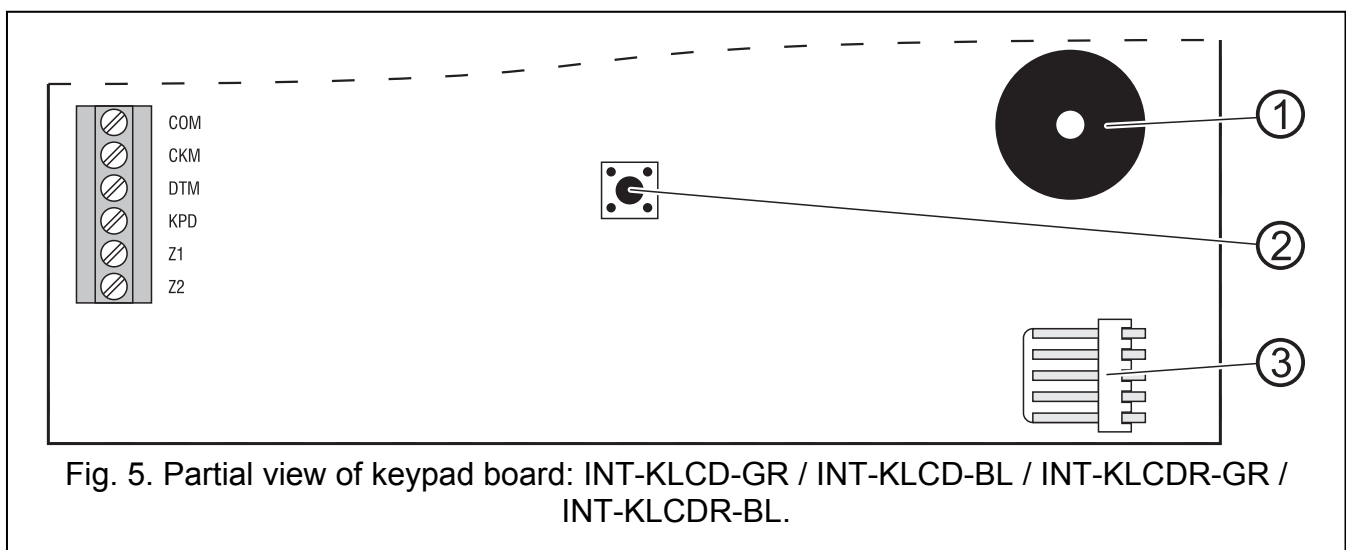 COM
CKM
DTM
KPD
Z1
Z2
1
2
3
Fig. 5. Partial view of keypad board: INT-KLCD-GR / INT-KLCD-BL / INT-KLCDR-GR /
INT-KLCDR-BL.